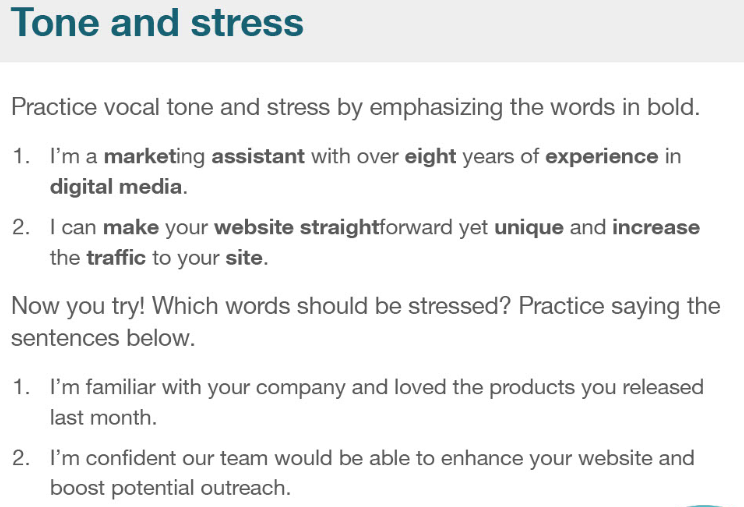 Tone and stress
Practice vocal tone and stress by emphasizing the words in bold.
1. I’m a marketing assistant with over eight years of experience in
digital media.
2. I can make your website straightforward yet unique and increase
the traffic to your site.
Now you try! Which words should be stressed? Practice saying the
sentences below.
1. I’m familiar with your company and loved the products you released
last month.
2. I’m confident our team would be able to enhance your website and
boost potential outreach.